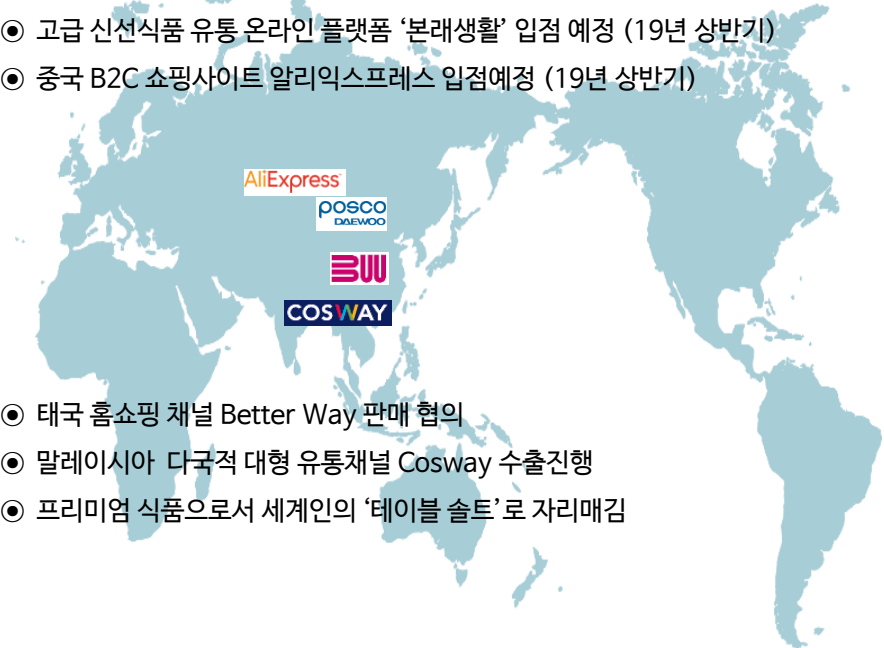 ◉ 고급 신선식품 유통 온라인 플랫폼 ‘본래생활’ 입점 예정 (19년 상반기)
◉ 중국 B2C 쇼핑사이트 알리익스프레스 입점예정 (19년 상반기)
AliExpress
posco
DAEWOO
BW
COSWAY
◉ 태국 홈쇼핑 채널 Better Way 판매 협의
◉ 말레이시아 다국적 대형 유통채널 Cosway 수출진행
◉ 프리미엄 식품으로서 세계인의 ‘테이블 솔트’로 자리매김